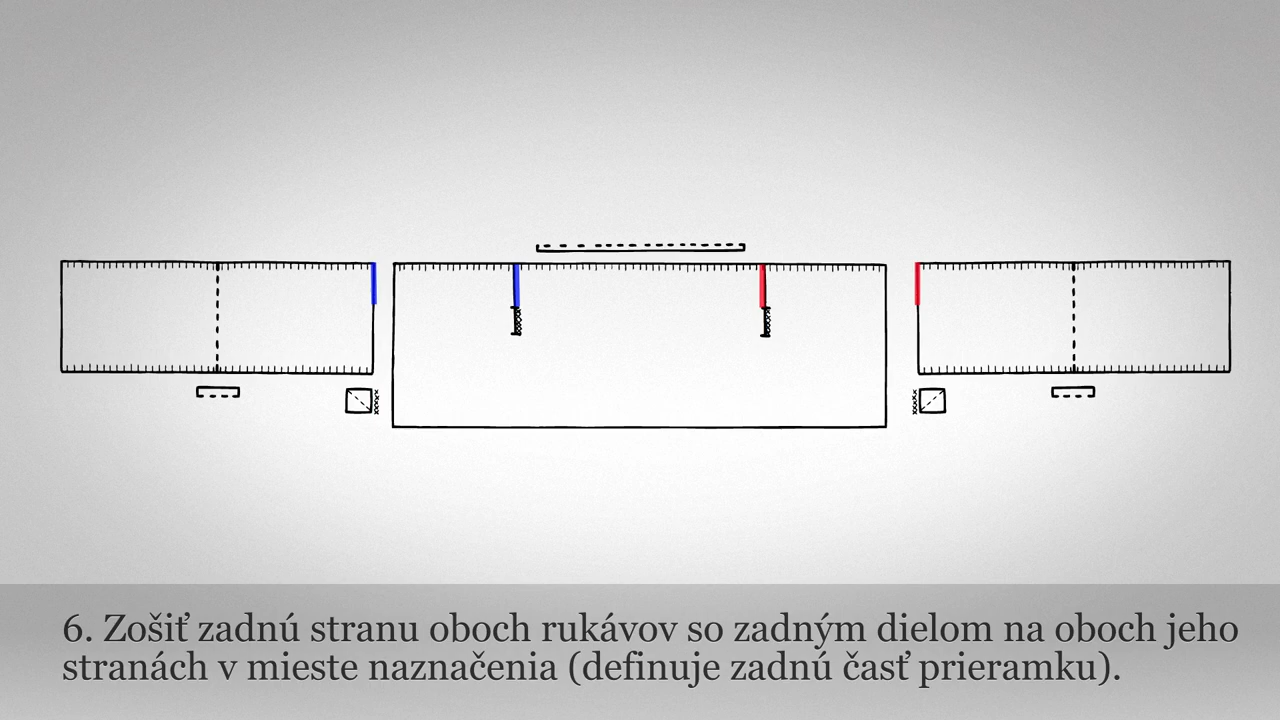 6. Zošiť zadnú stranu oboch rukávov so zadným dielom na oboch jeho
stranách v mieste naznačenia (definuje zadnú časť prieramku).